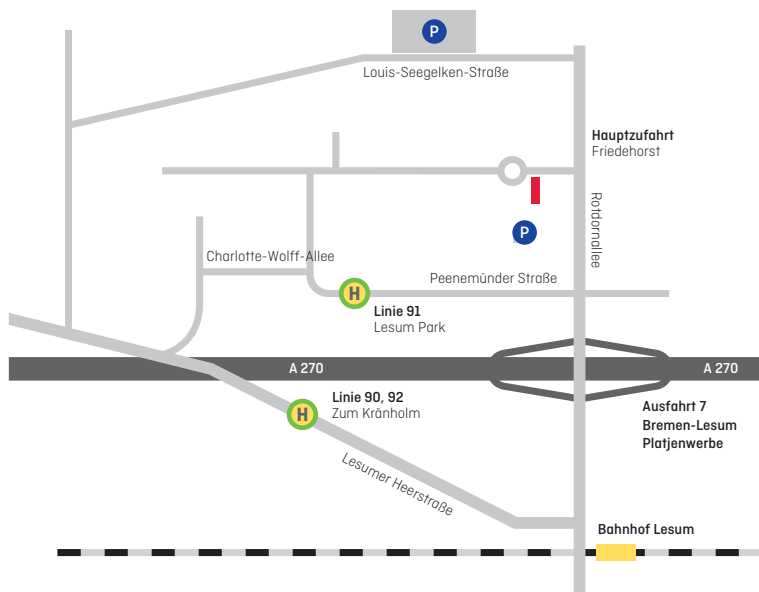 P
Louis-Seegelken-Straße
Hauptzufahrt
Friedehorst
Rotdornallee
P
Charlotte-Wolff-Allee
Peenemünder Straße
H
Linie 91
Lesum Park
A 270
A 270
Linie 90, 92
Zum Kränholm
H
Ausfahrt 7
Bremen-Lesum
Platjenwerbe
Lesumer Heerstraße
Bahnhof Lesum